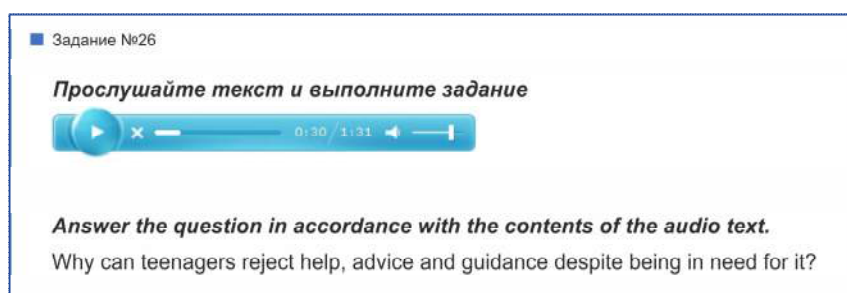 Задание №26
Прослушайте текст и выполните задание
0:30/1:31
Answer the question in accordance with the contents of the audio text.
Why can teenagers reject help, advice and guidance despite being in need for it?